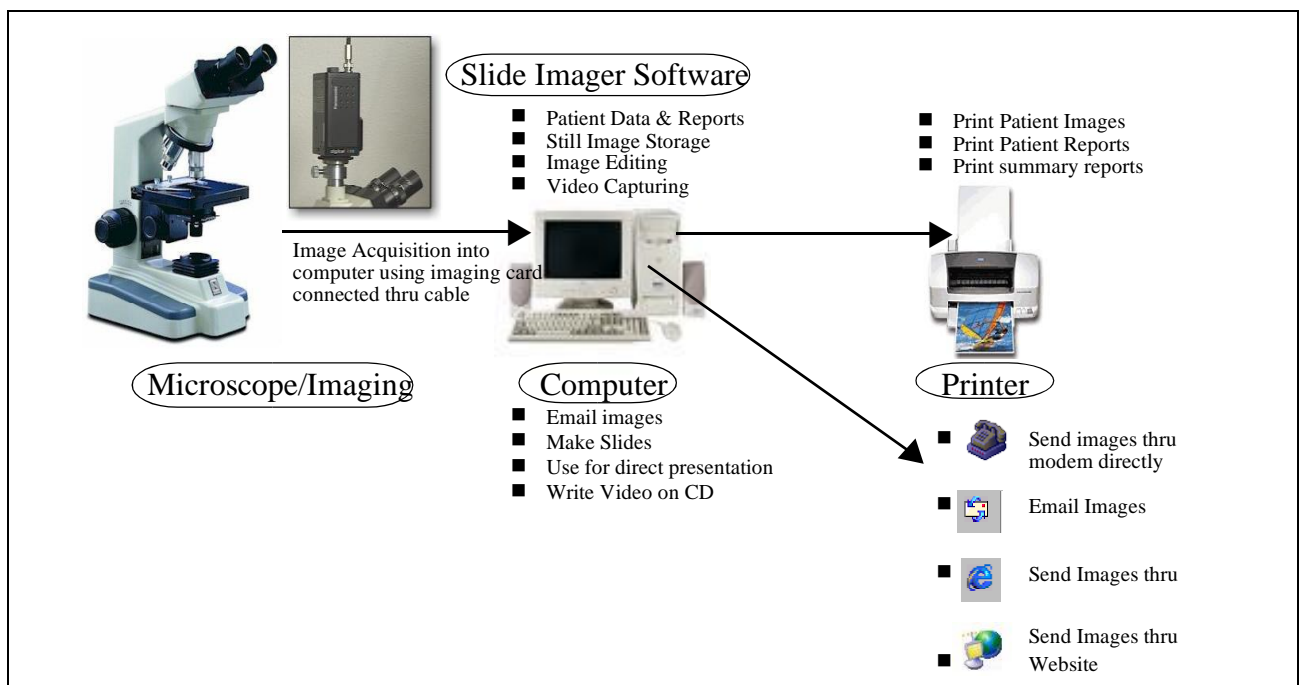 Slide Imager Software
Patient Data & Reports
Still Image Storage
Image Editing
Video Capturing
Print Patient Images
Print Patient Reports
Print summary reports
Image Acquisition into
computer using imaging card
connected thru cable
Microscope/Imaging
Computer
Printer
Email images
Make Slides
Use for direct presentation
Write Video on CD
Send images thru
modem directly
Email Images
Send Images thru
Send Images thru
Website